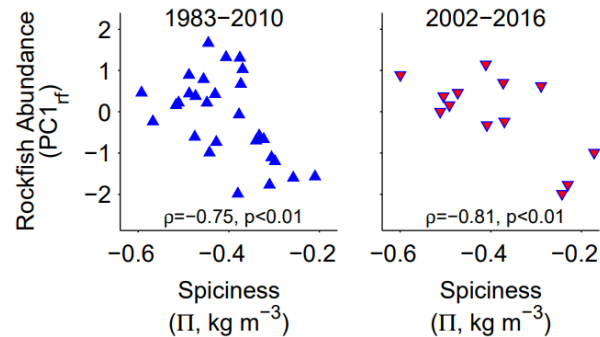 1983−2010
2002−2016
Rockfish Abundance
(PC1rf)
2
1
0
−1
−2
ρ=−0.75, p<0.01
ρ=−0.81, p<0.01
−0.6
−0.4
−0.2
−0.6
−0.4
−0.2
Spiciness
(Π, kg m−3)
Spiciness
(Π, kg m−3)